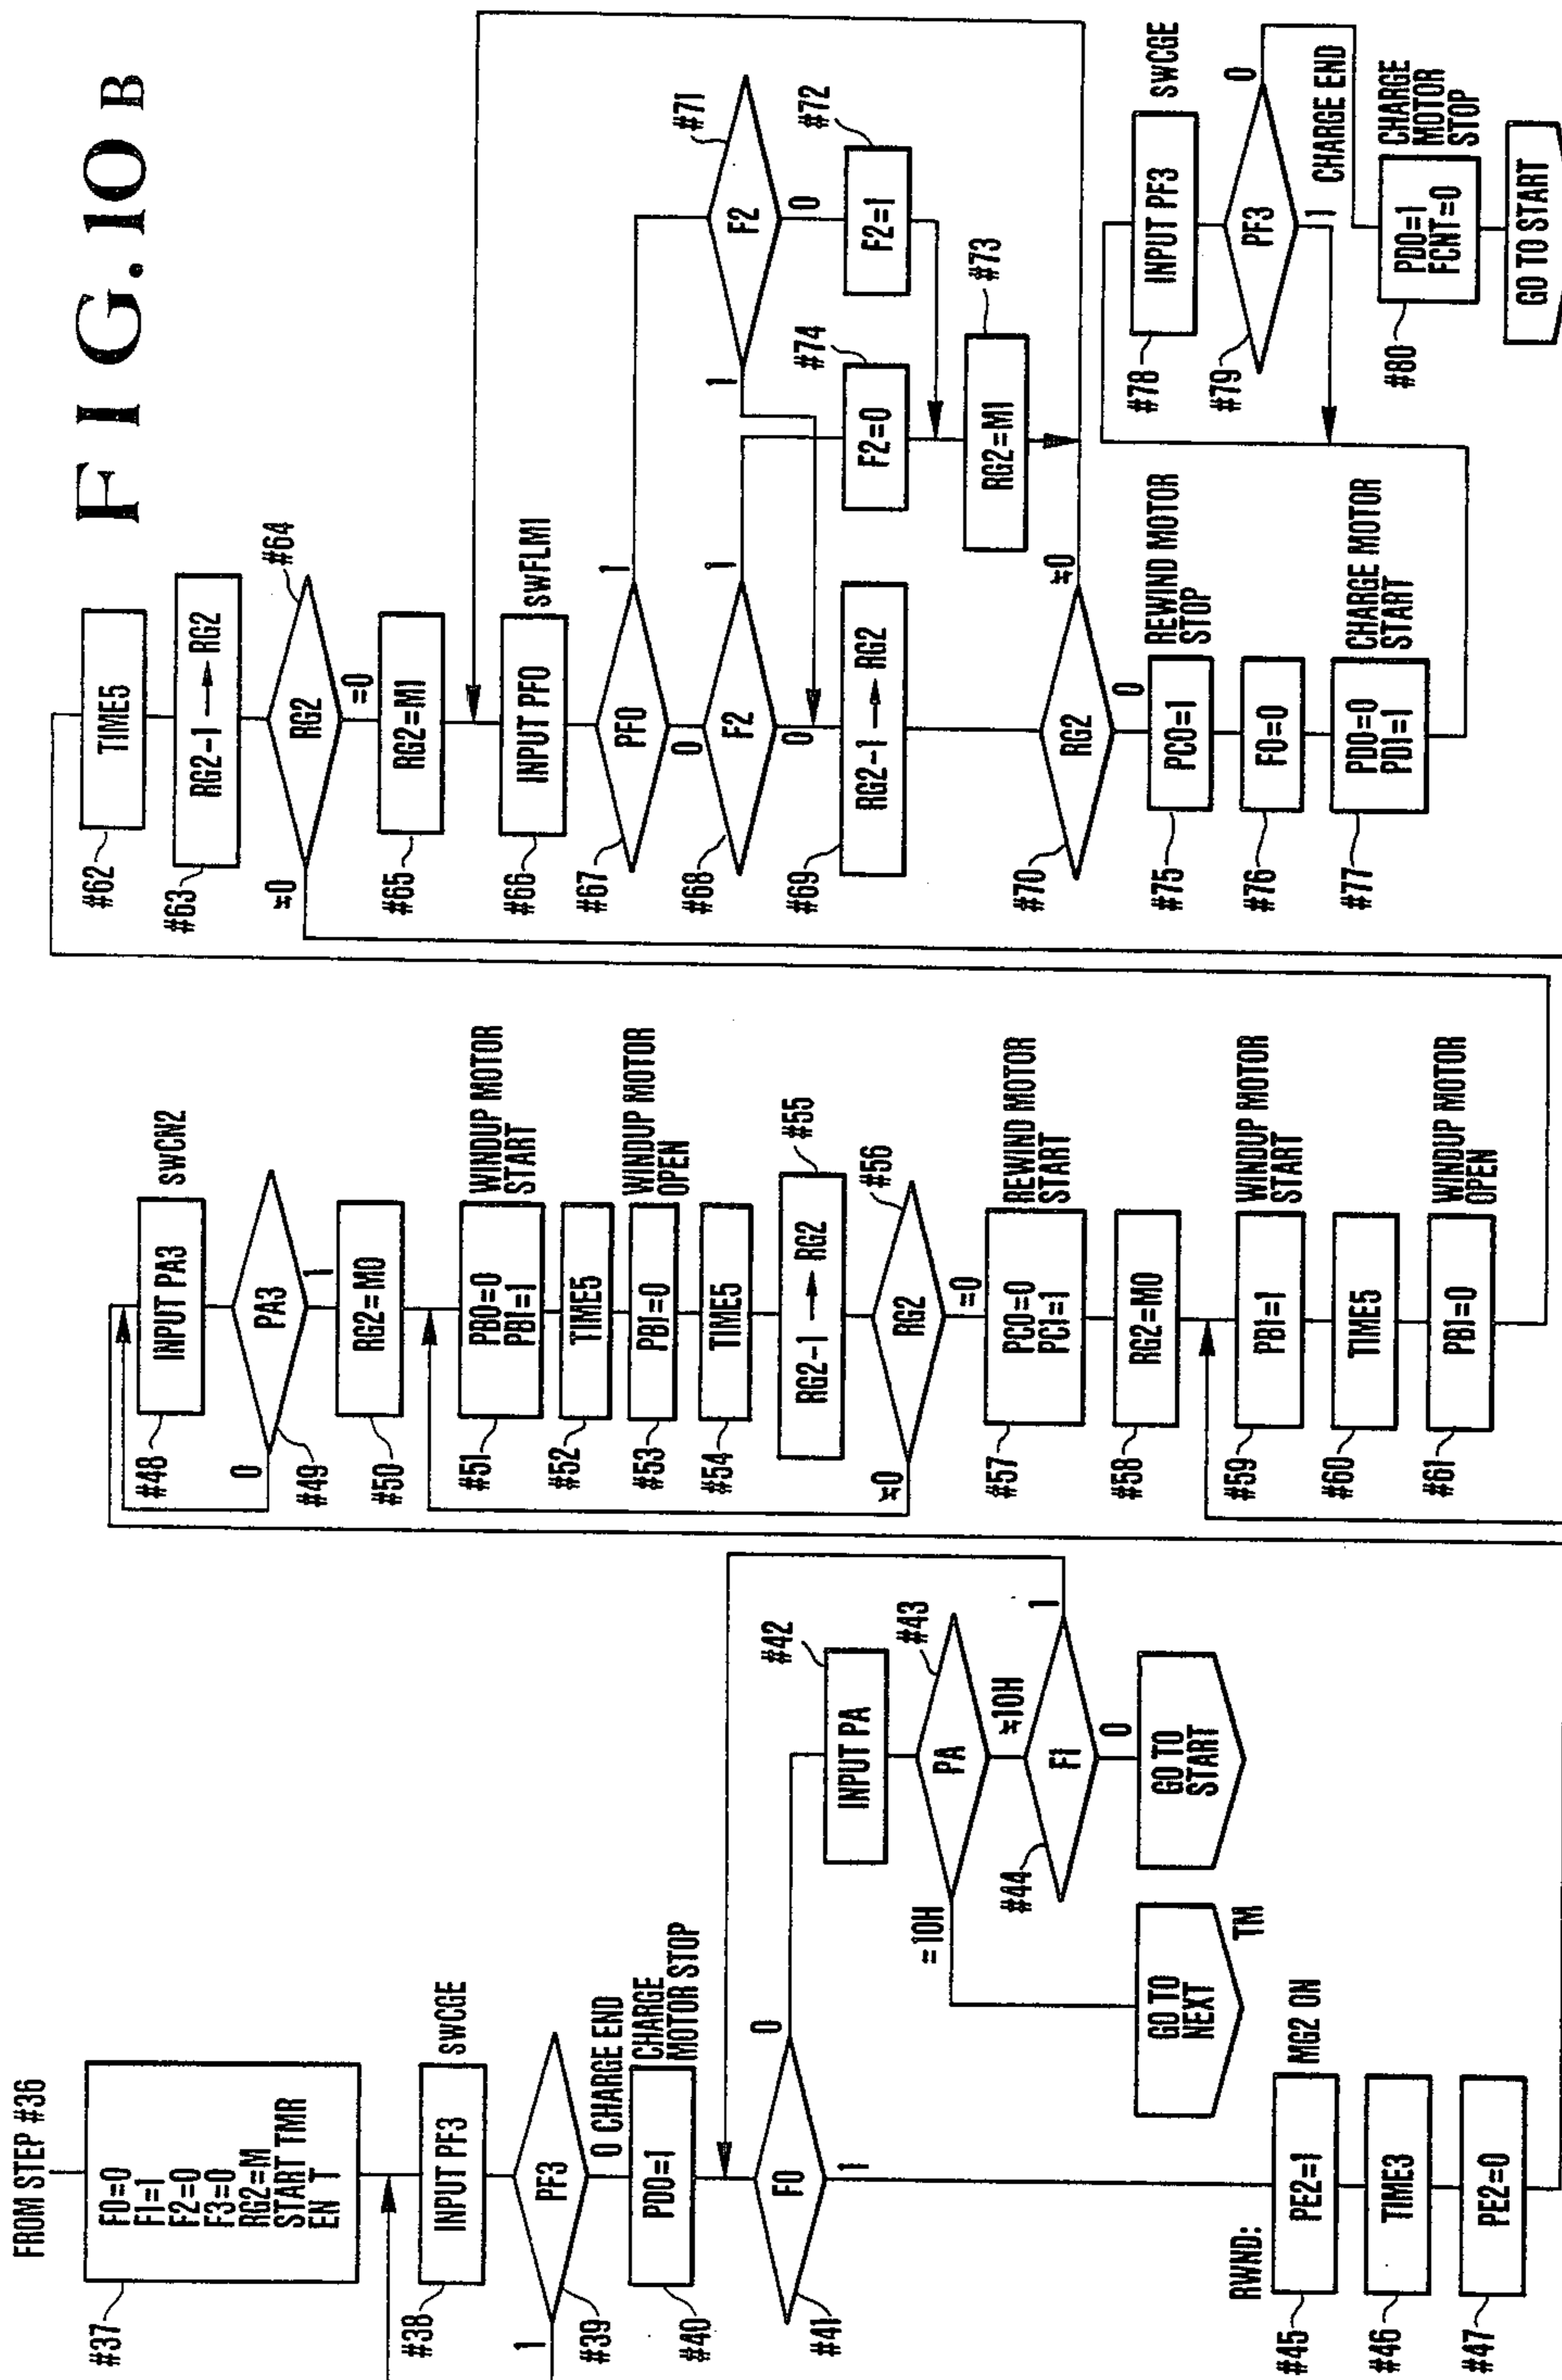 FIG.10B
FROM STEP #36
#37
F0=0
F1=1
F2=0
F3=0
RG2=M
START TMR
EN T
#38
INPUT PF3
swCGE
#39
PF3
1
0 CHARGE END
#40
PD0=1
CHARGE
MOTOR STOP
#41
F0
0
1
#42
INPUT PA
#43
PA
=10H
≠10H
#44
F1
1
0
GO TO
NEXT
TM
GO TO
START
RWND:
#45
PE2=1
MG2 ON
#46
TIME3
#47
PE2=0
#48
INPUT PA3
swCN2
#49
PA3
0
1
#50
RG2=M0
#51
PB0=0
PB1=1
WINDUP MOTOR
START
#52
TIME5
#53
PB1=0
WINDUP MOTOR
OPEN
#54
TIME5
#55
RG2-1 → RG2
#56
RG2
≠0
=0
#57
PC0=0
PC1=1
REWIND MOTOR
START
#58
RG2=M0
#59
PB1=1
WINDUP MOTOR
START
#60
TIME5
#61
PB1=0
WINDUP MOTOR
OPEN
#62
TIME5
#63
RG2-1 → RG2
#64
RG2
≠0
=0
#65
RG2=M1
#66
INPUT PF0
swFLM1
#67
PF0
1
0
#68
F2
1
0
#69
RG2-1 → RG2
#70
RG2
≠0
0
#71
F2
1
0
#72
F2=1
#74
F2=0
#73
RG2=M1
#75
PC0=1
REWIND MOTOR
STOP
#76
F0=0
#77
PD0=0
PD1=1
CHARGE MOTOR
START
#78
INPUT PF3
swCGE
#79
PF3
0
1
CHARGE END
#80
PD0=1
FCNT=0
CHARGE
MOTOR
STOP
GO TO START